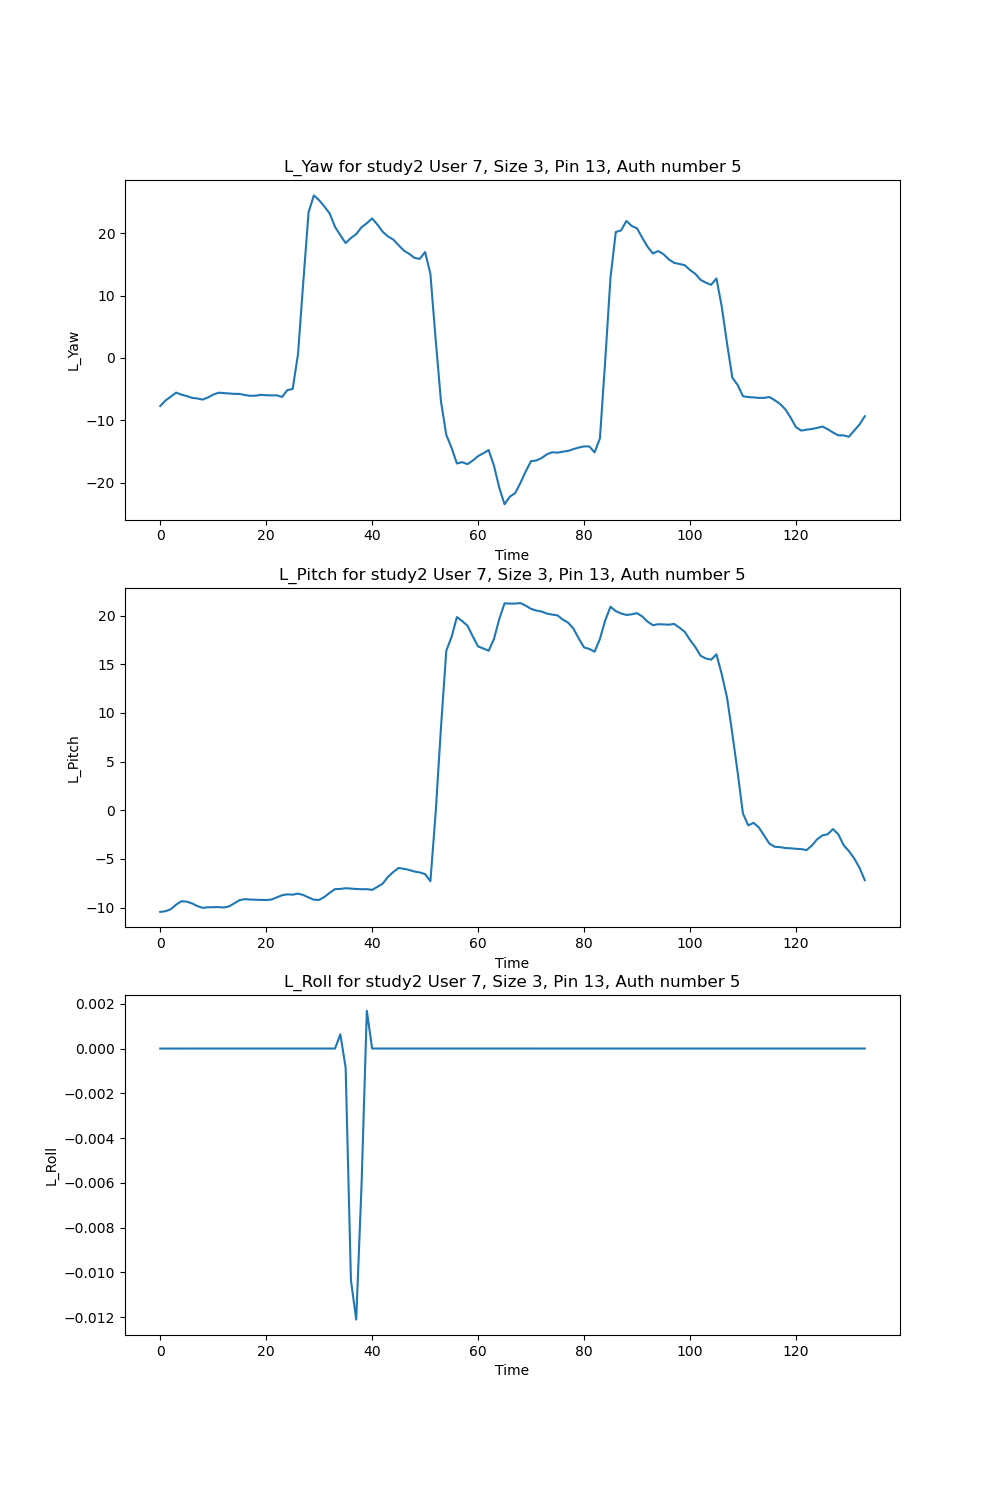 L_Yaw for study2 User 7, Size 3, Pin 13, Auth number 5
20
10
0
−10
−20
L_Yaw
0 20 40 60 80 100 120
Time
L_Pitch for study2 User 7, Size 3, Pin 13, Auth number 5
20
15
10
5
0
−5
−10
L_Pitch
0 20 40 60 80 100 120
Time
L_Roll for study2 User 7, Size 3, Pin 13, Auth number 5
0.002
0.000
−0.002
−0.004
−0.006
−0.008
−0.010
−0.012
L_Roll
0 20 40 60 80 100 120
Time